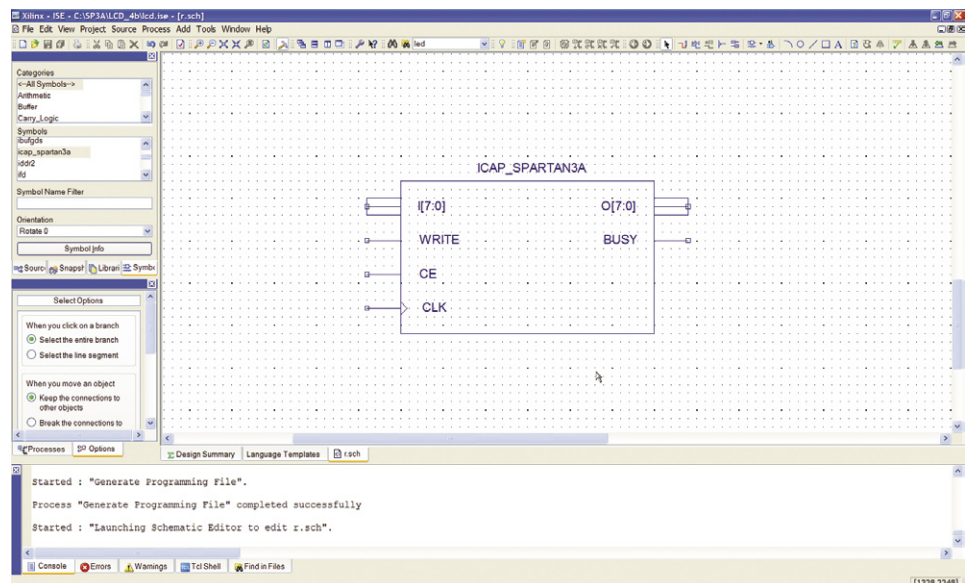 Xilinx - ISE - C:\SP3A\LCD_4b\lcd.ise - [r.sch]
File Edit View Project Source Process Add Tools Window Help
led
Categories
<--All Symbols-->
Arithmetic
Buffer
Carry_Logic
Symbols
ibufgds
icap_spartan3a
iddr2
ifd
Symbol Name Filter
Orientation
Rotate 0
Symbol Info
Sourc Snapsh Librari Symbo
Select Options
When you click on a branch
Select the entire branch
Select the line segment
When you move an object
Keep the connections to
other objects
Break the connections to
Processes Options
ICAP_SPARTAN3A
I[7:0] O[7:0]
WRITE BUSY
CE
CLK
Design Summary Language Templates r.sch
Started : "Generate Programming File".
Process "Generate Programming File" completed successfully
Started : "Launching Schematic Editor to edit r.sch".
Console Errors Warnings Tcl Shell Find in Files